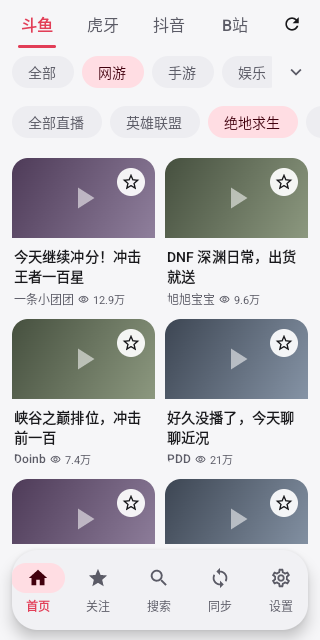 斗鱼 虎牙 抖音 B站
全部 网游 手游 娱乐
全部直播 英雄联盟 绝地求生
今天继续冲分！冲击
王者一百星
一条小团团 12.9万
DNF 深渊日常，出货
就送
旭旭宝宝 9.6万
峡谷之巅排位，冲击
前一百
Doinb 7.4万
好久没播了，今天聊
聊近况
PDD 21万
首页 关注 搜索 同步 设置